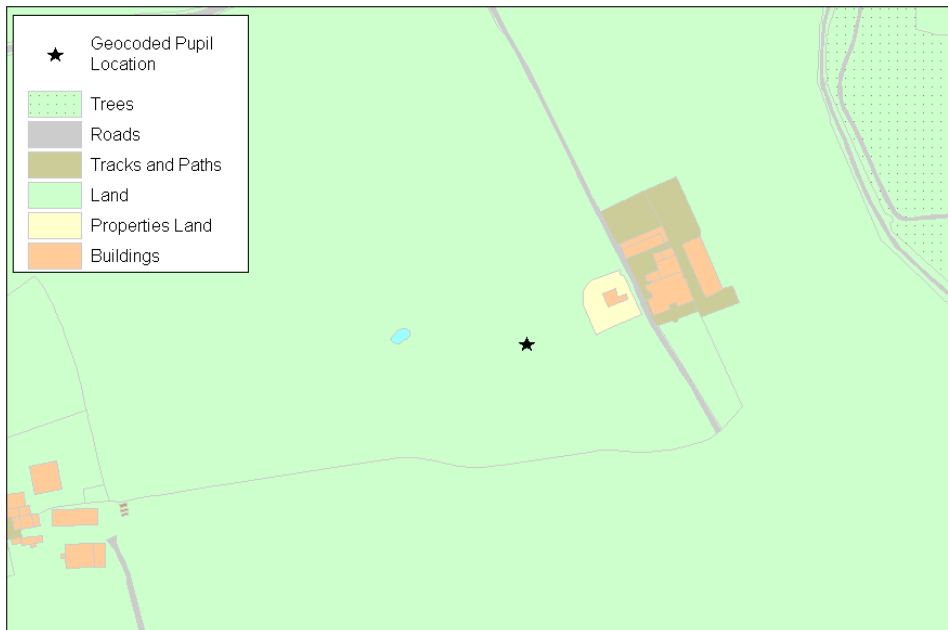 Geocoded Pupil
Location
Trees
Roads
Tracks and Paths
Land
Properties Land
Buildings